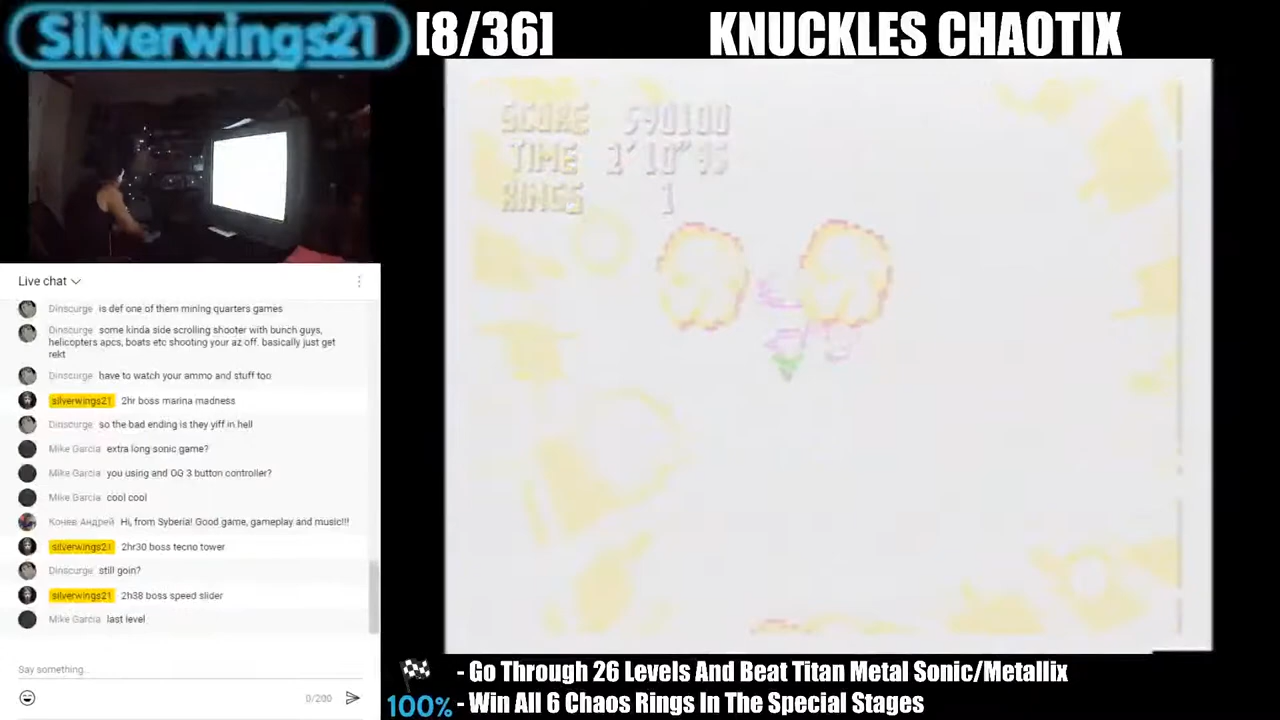 Silverwings21 [8/36] KNUCKLES CHAOTIX
SCORE 590100
TIME 2'10"95
RINGS 1
Live chat
Dinscurge is def one of them mining quarters games
Dinscurge some kinda side scrolling shooter with bunch guys,
helicopters apcs, boats etc shooting your az off. basically just get
rekt
Dinscurge have to watch your ammo and stuff too
silverwings21 2hr boss marina madness
Dinscurge so the bad ending is they yiff in hell
Mike Garcia extra long sonic game?
Mike Garcia you using and OG 3 button controller?
Mike Garcia cool cool
Конев Андрей Hi, from Syberia! Good game, gameplay and music!!!
silverwings21 2hr30 boss tecno tower
Dinscurge still goin?
silverwings21 2h38 boss speed slider
Mike Garcia last level
Say something...
0/200
- Go Through 26 Levels And Beat Titan Metal Sonic/Metallix
100% - Win All 6 Chaos Rings In The Special Stages